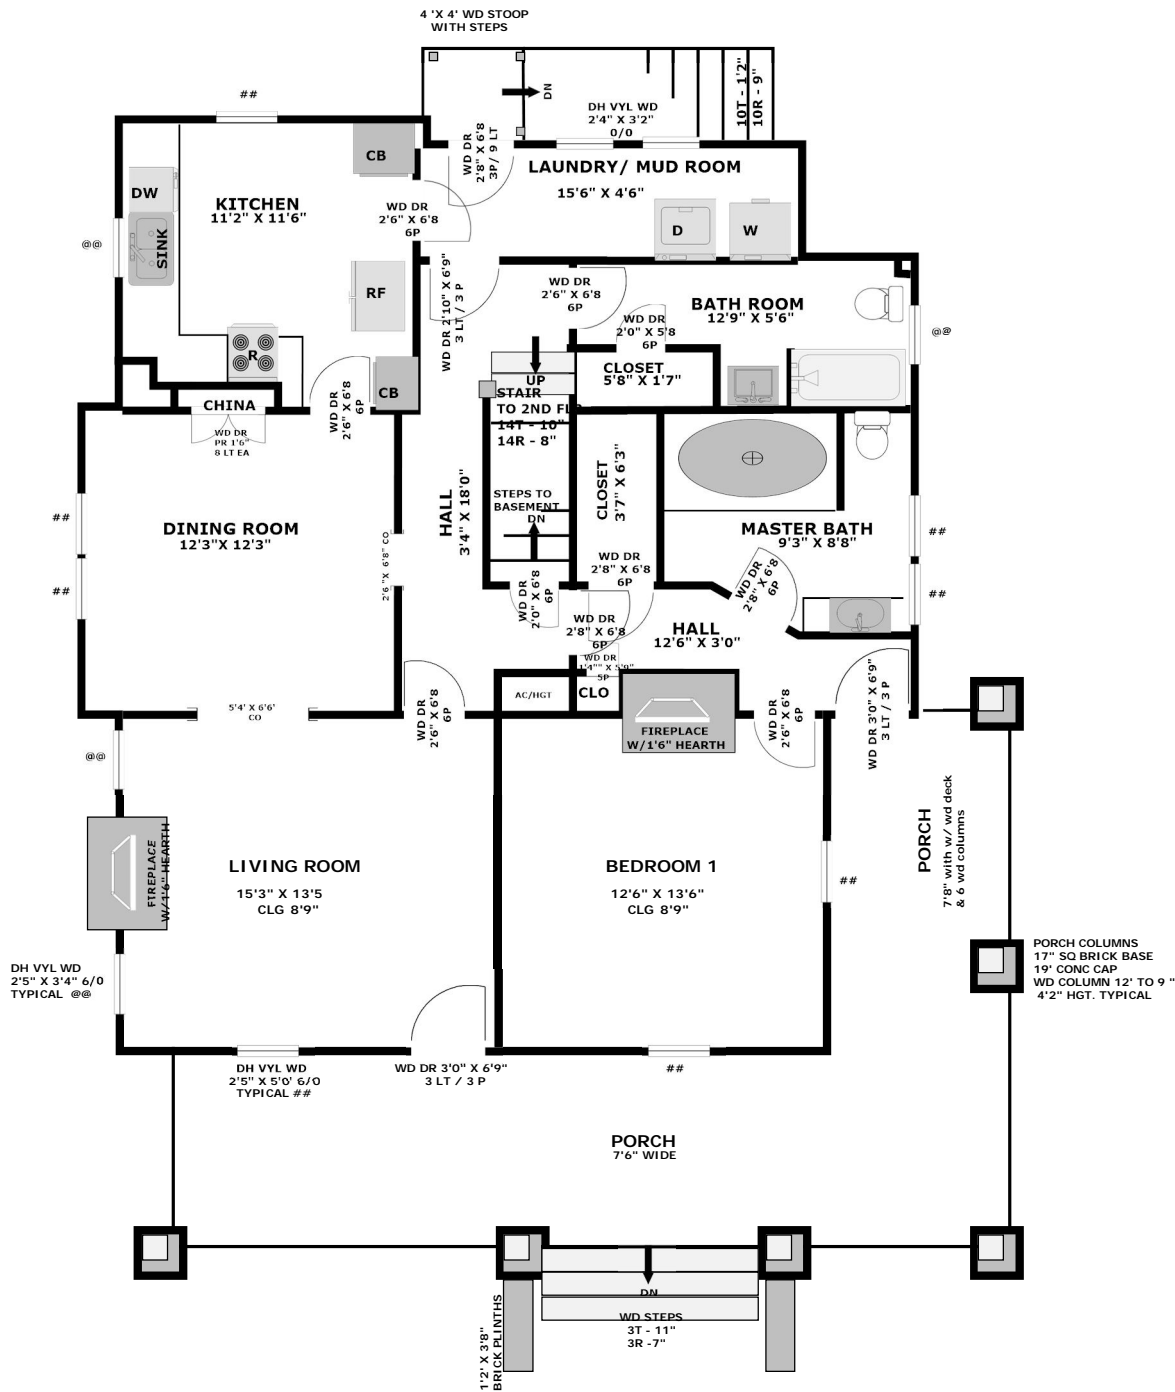 4 'X 4' WD STOOP
WITH STEPS
DN
10T - 1'2"
10R - 9"
##
DH VYL WD
2'4" X 3'2"
0/0
WD DR
2'8" X 6'8
3P/ 9 LT
CB
LAUNDRY/ MUD ROOM
15'6" X 4'6"
DW
KITCHEN
11'2" X 11'6"
WD DR
2'6" X 6'8
6P
D
W
@@
SINK
RF
WD DR 2'10" X 6'9"
3 LT / 3 P
WD DR
2'6" X 6'8
6P
BATH ROOM
12'9" X 5'6"
WD DR
2'0" X 5'8
6P
@@
R
CLOSET
5'8" X 1'7"
UP
STAIR
TO 2ND FLR
14T - 10"
14R - 8"
CB
WD DR
2'6" X 6'8
6P
CHINA
WD DR
PR 1'6"
8 LT EA
CLOSET
3'7" X 6'3"
STEPS TO
BASEMENT
DN
HALL
3'4" X 18'0"
##
DINING ROOM
12'3"X 12'3"
2'6"X 6'8" CO
MASTER BATH
9'3" X 8'8"
##
##
WD DR
2'8" X 6'8
6P
WD DR
2'8" X 6'8
6P
WD DR
2'0" X 6'8
6P
##
WD DR
2'8" X 6'8
6P
HALL
12'6" X 3'0"
WD DR
1'4"" X 5'9"
5P
AC/HGT
CLO
5'4' X 6'6'
CO
WD DR
2'6" X 6'8
6P
FIREPLACE
W/1'6" HEARTH
WD DR
2'6" X 6'8
6P
WD DR 3'0" X 6'9"
3 LT / 3 P
@@
FIREPLACE
W/1'6" HEARTH
LIVING ROOM
15'3" X 13'5
CLG 8'9"
BEDROOM 1
12'6" X 13'6"
CLG 8'9"
##
PORCH
7'8" with w/ wd deck
& 6 wd columns
PORCH COLUMNS
17" SQ BRICK BASE
19' CONC CAP
WD COLUMN 12' TO 9 "
4'2" HGT. TYPICAL
DH VYL WD
2'5" X 3'4" 6/0
TYPICAL @@
DH VYL WD
2'5" X 5'0' 6/0
TYPICAL ##
WD DR 3'0" X 6'9"
3 LT / 3 P
##
PORCH
7'6" WIDE
DN
WD STEPS
3T - 11"
3R -7"
1'2' X 3'8"
BRICK PLINTHS